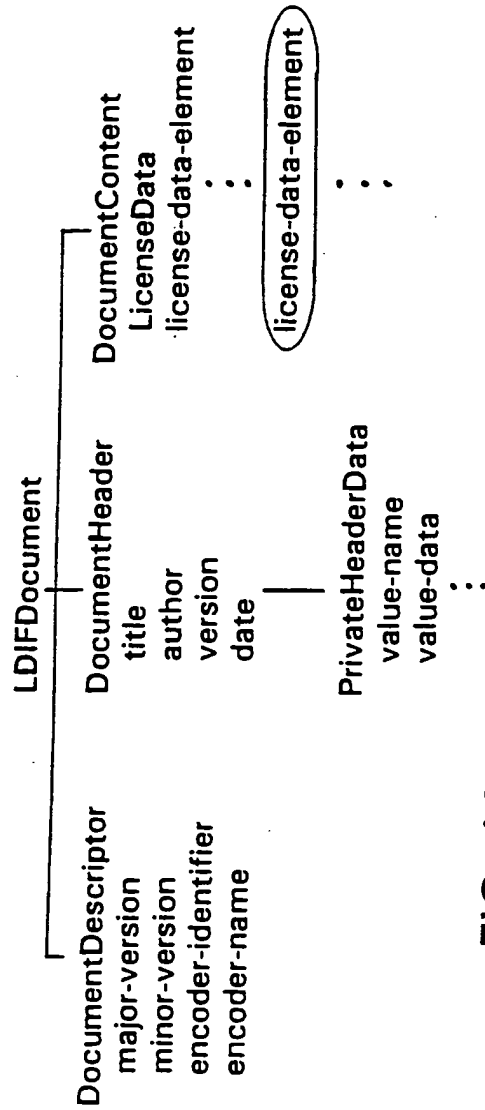 LDIFDocument
DocumentDescriptor
major-version
minor-version
encoder-identifier
encoder-name
DocumentHeader
title
author
version
date
PrivateHeaderData
value-name
value-data
DocumentContent
LicenseData
license-data-element
license-data-element